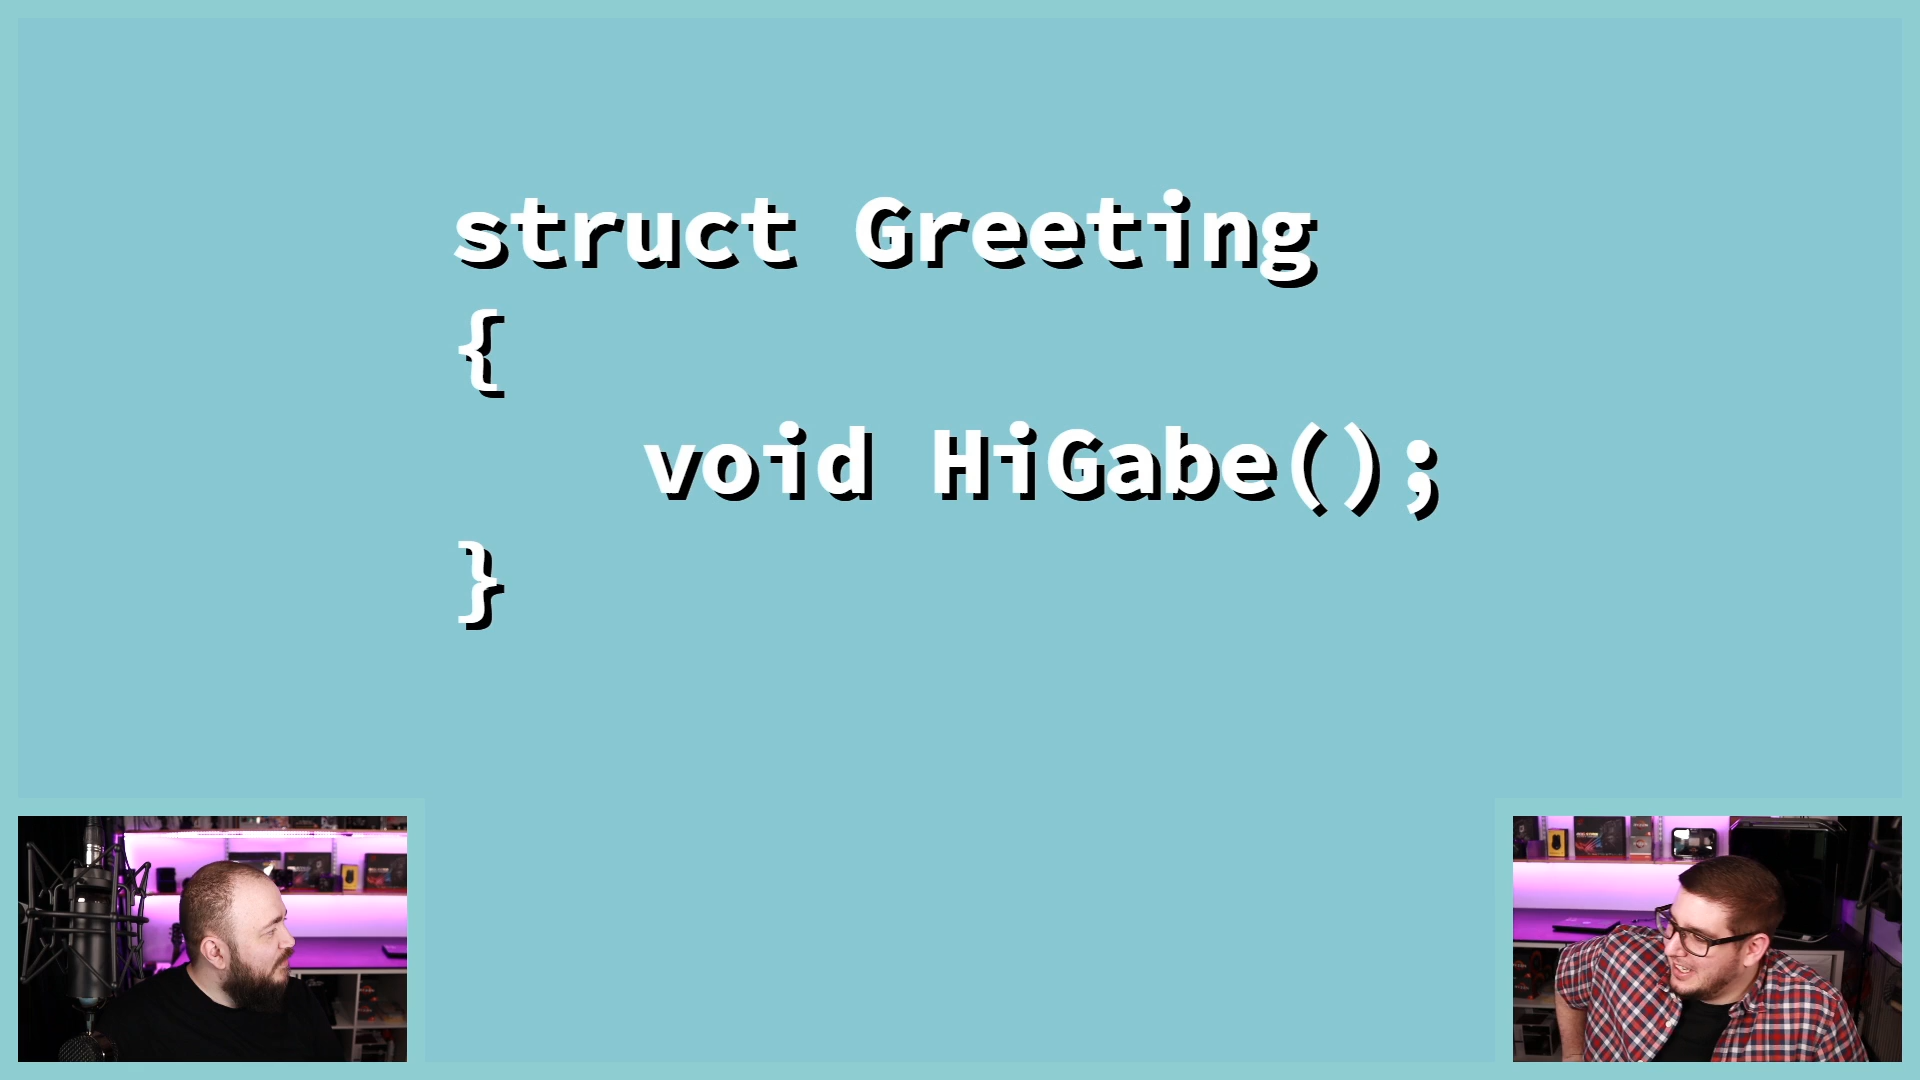 struct Greeting
{
void HiGabe();
}